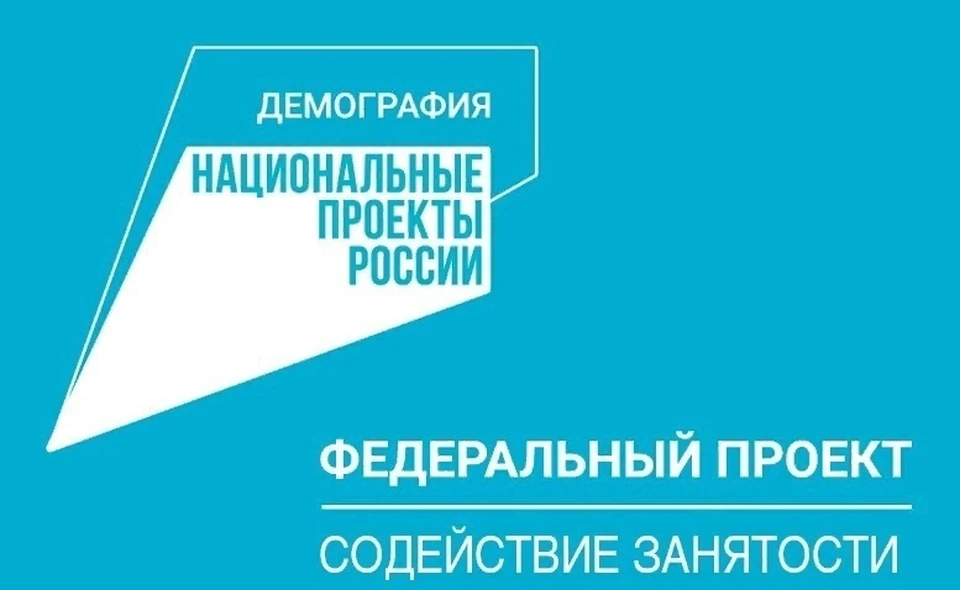 ДЕМОГРАФИЯ
НАЦИОНАЛЬНЫЕ
ПРОЕКТЫ
РОССИИ
ФЕДЕРАЛЬНЫЙ ПРОЕКТ
СОДЕЙСТВИЕ ЗАНЯТОСТИ